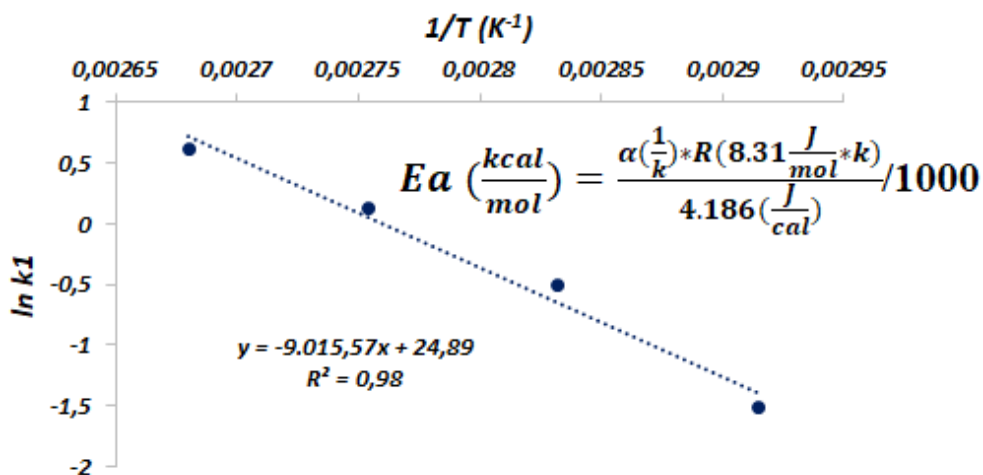 1/T (K⁻¹)
0,00265 0,0027 0,00275 0,0028 0,00285 0,0029 0,00295
1
0,5
0
-0,5
-1
-1,5
-2
ln k1
Ea (kcal/mol) = α(1/k)*R(8.31 J/mol*k) / 4.186(J/cal) /1000
y = -9.015,57x + 24,89
R² = 0,98